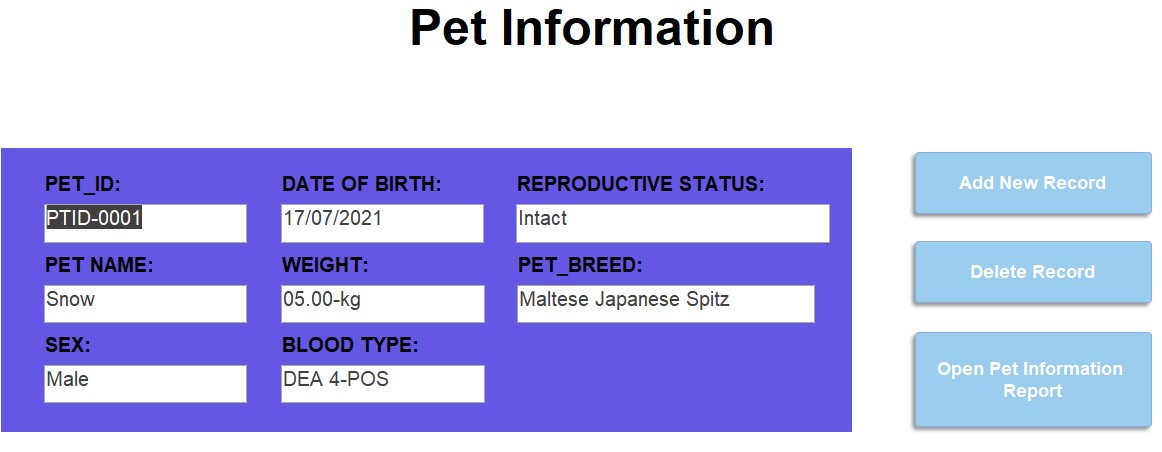 Pet Information
PET_ID:
PTID-0001
DATE OF BIRTH:
17/07/2021
REPRODUCTIVE STATUS:
Intact
PET NAME:
Snow
WEIGHT:
05.00-kg
PET_BREED:
Maltese Japanese Spitz
SEX:
Male
BLOOD TYPE:
DEA 4-POS
Add New Record
Delete Record
Open Pet Information
Report